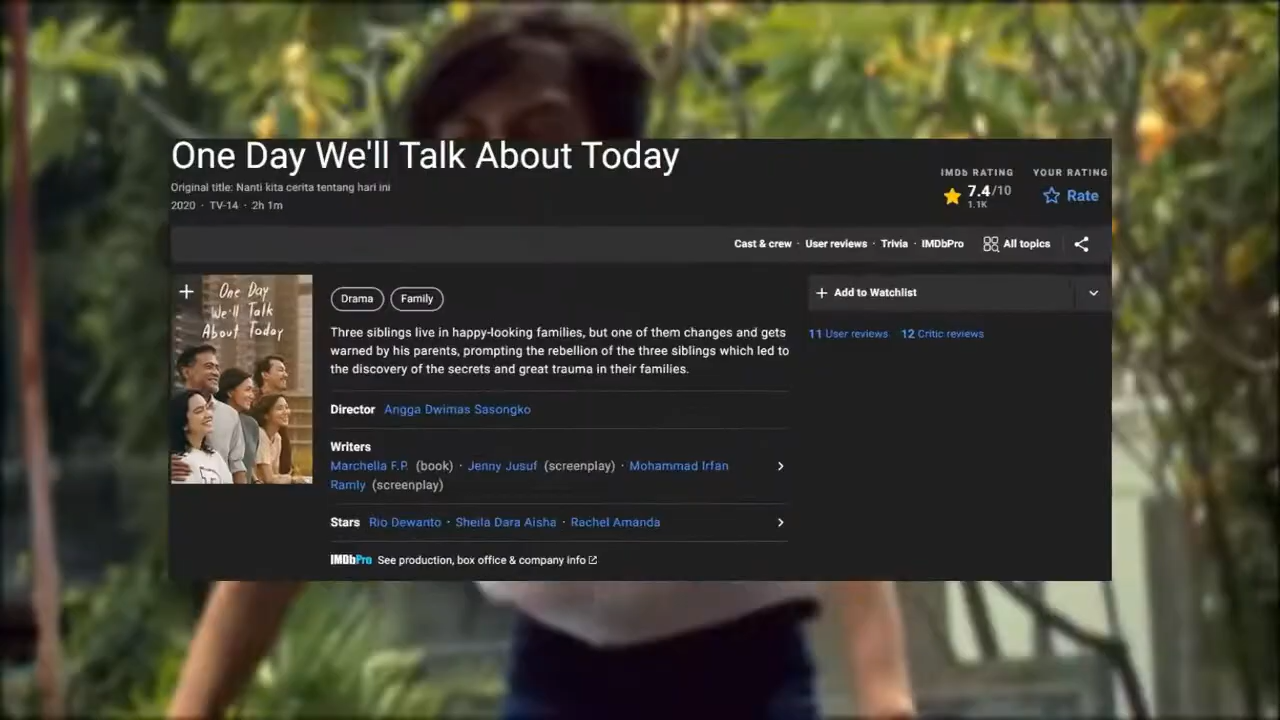 One Day We'll Talk About Today
Original title: Nanti kita cerita tentang hari ini
2020 · TV-14 · 2h 1m
IMDb RATING
7.4/10
1.1K
YOUR RATING
Rate
Cast & crew · User reviews · Trivia · IMDbPro All topics
One Day
We'll Talk
About Today
Drama Family
Three siblings live in happy-looking families, but one of them changes and gets
warned by his parents, prompting the rebellion of the three siblings which led to
the discovery of the secrets and great trauma in their families.
Director Angga Dwimas Sasongko
Writers
Marchella F.P. (book) · Jenny Jusuf (screenplay) · Mohammad Irfan
Ramly (screenplay)
Stars Rio Dewanto · Sheila Dara Aisha · Rachel Amanda
IMDbPro See production, box office & company info
+ Add to Watchlist
11 User reviews 12 Critic reviews